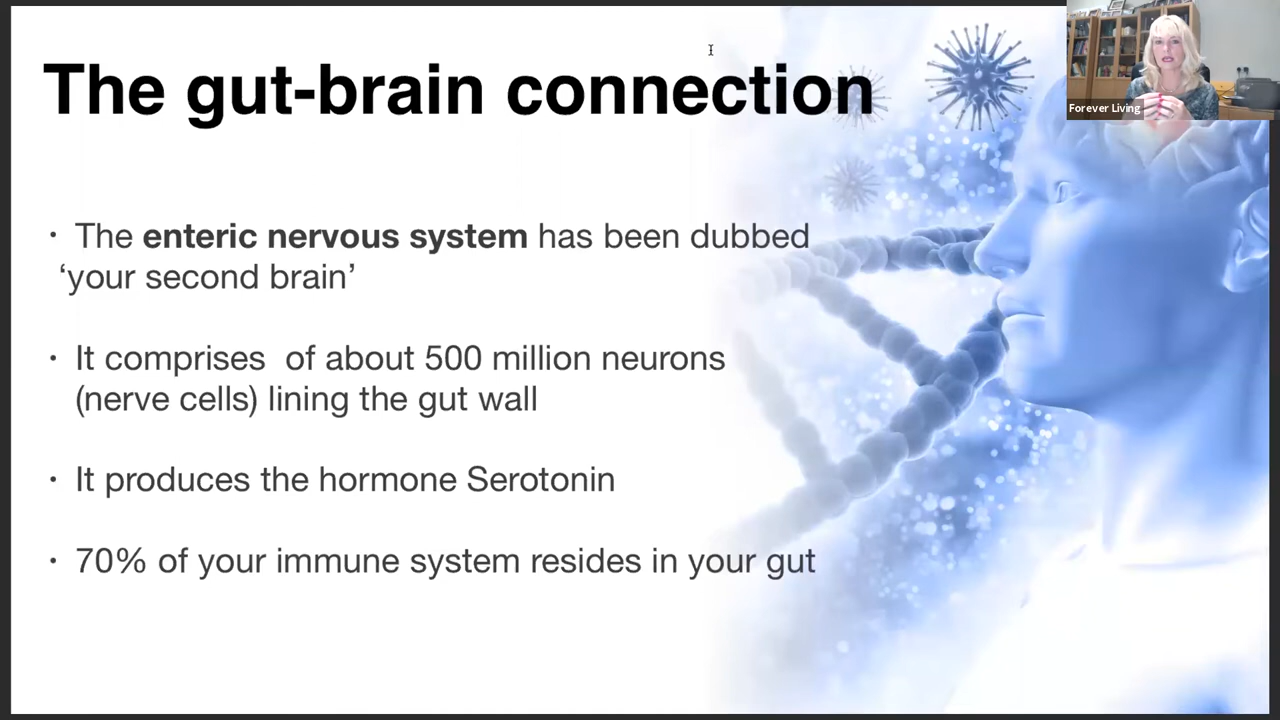 The gut-brain connection
Forever Living
• The enteric nervous system has been dubbed
‘your second brain’
• It comprises  of about 500 million neurons
(nerve cells) lining the gut wall
• It produces the hormone Serotonin
• 70% of your immune system resides in your gut